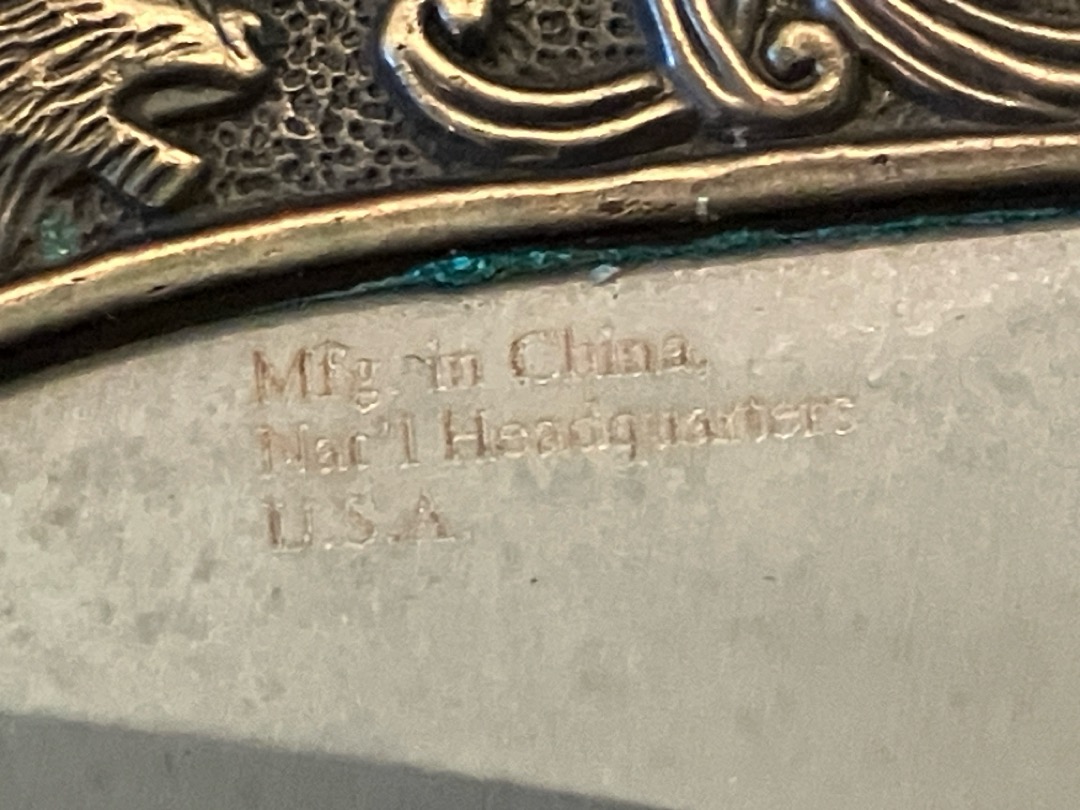 Mfg. in China,
Nat'l Headquarters
U.S.A.